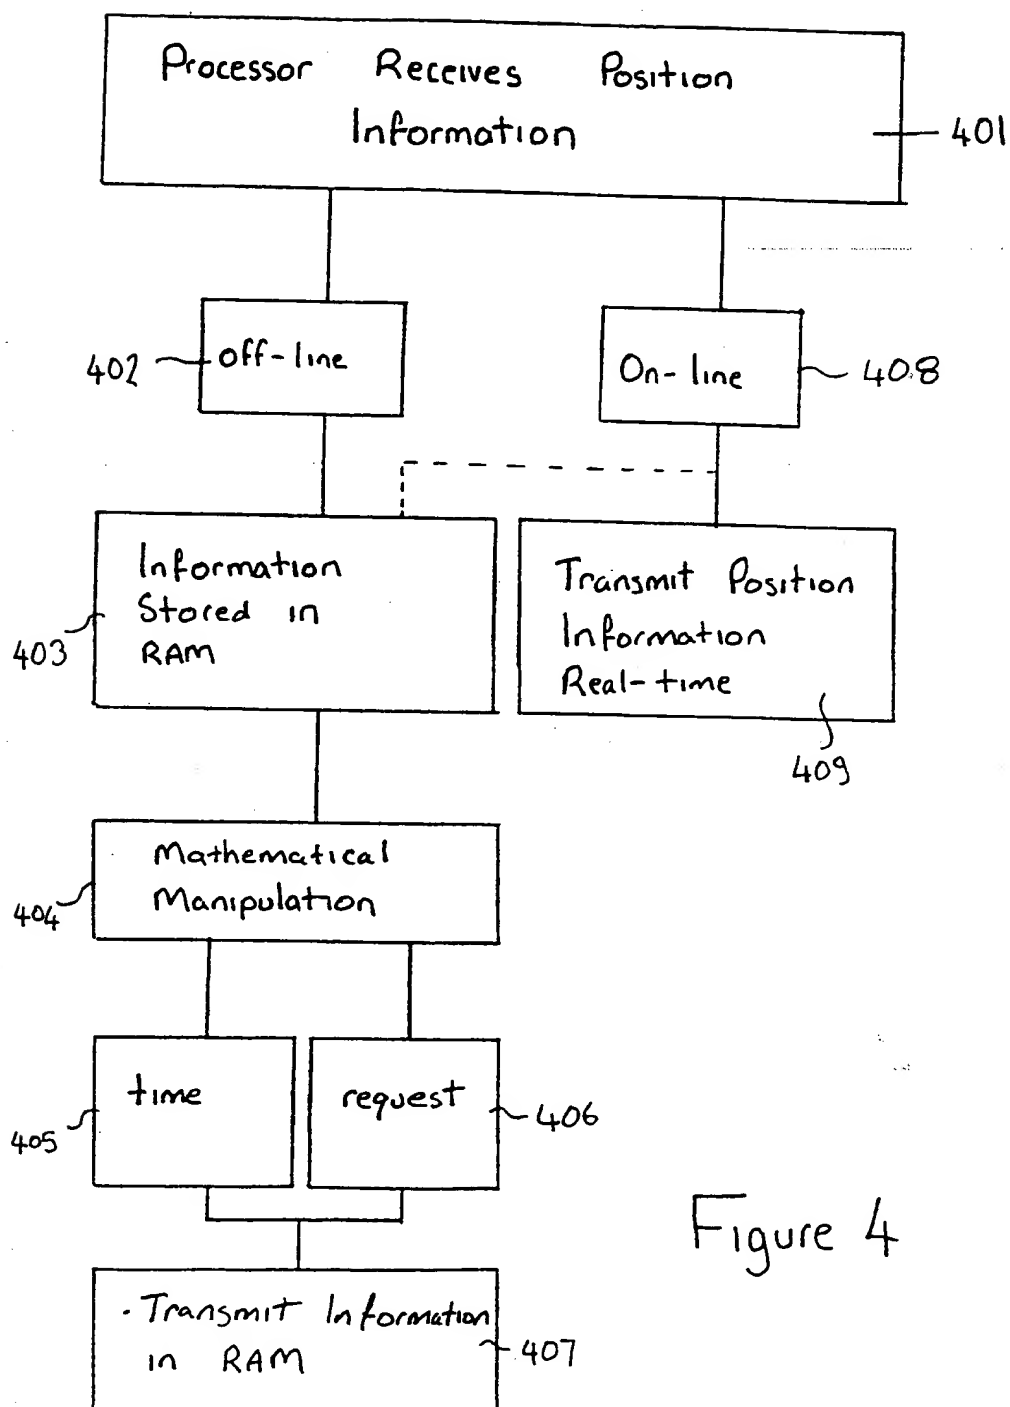 Processor Receives Position
Information
401
off-line
402
On-line
408
Information
Stored in
RAM
403
Transmit Position
Information
Real-time
409
Mathematical
Manipulation
404
time
405
request
406
Figure 4
Transmit Information
in RAM
407